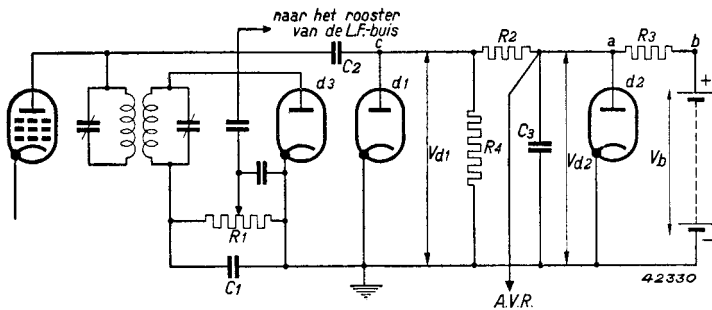 naar het rooster
van de L.F.-buis
C2
c
R2
a
R3
b
d3
d1
d2
+
C3
R4
Vd1
Vd2
Vb
R1
C1
−
42330
A.V.R.